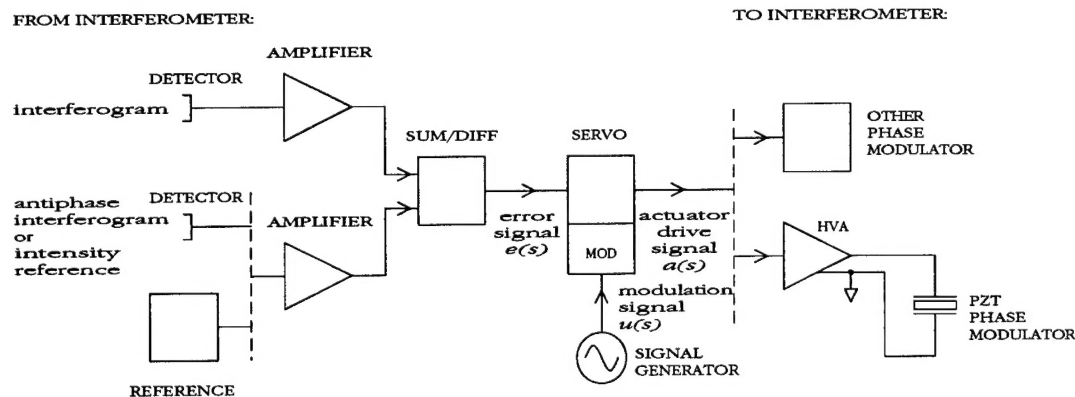 FROM INTERFEROMETER:
TO INTERFEROMETER:
AMPLIFIER
DETECTOR
interferogram
SUM/DIFF
SERVO
OTHER
PHASE
MODULATOR
DETECTOR
antiphase
interferogram
or
intensity
reference
AMPLIFIER
error
signal
e(s)
MOD
actuator
drive
signal
a(s)
HVA
modulation
signal
u(s)
PZT
PHASE
MODULATOR
SIGNAL
GENERATOR
REFERENCE